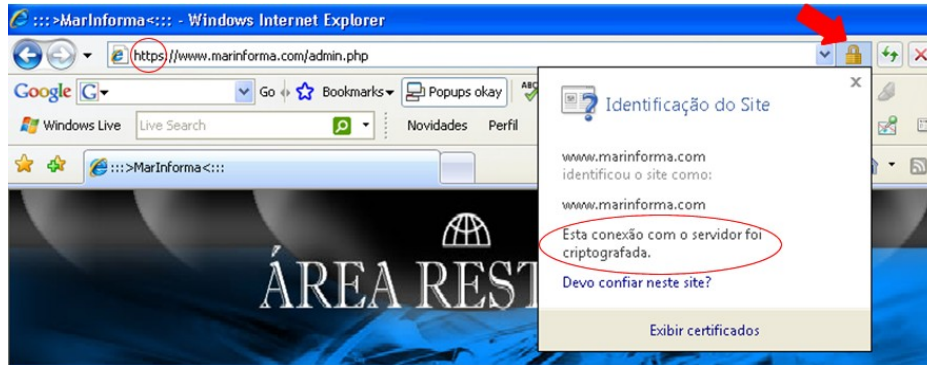 :::>MarInforma<::: - Windows Internet Explorer
https://www.marinforma.com/admin.php
Google G Go Bookmarks Popups okay ABC
Windows Live Live Search Novidades Perfil
:::>MarInforma<:::
ÁREA REST
x
Identificação do Site
www.marinforma.com
identificou o site como:
www.marinforma.com
Esta conexão com o servidor foi
criptografada.
Devo confiar neste site?
Exibir certificados